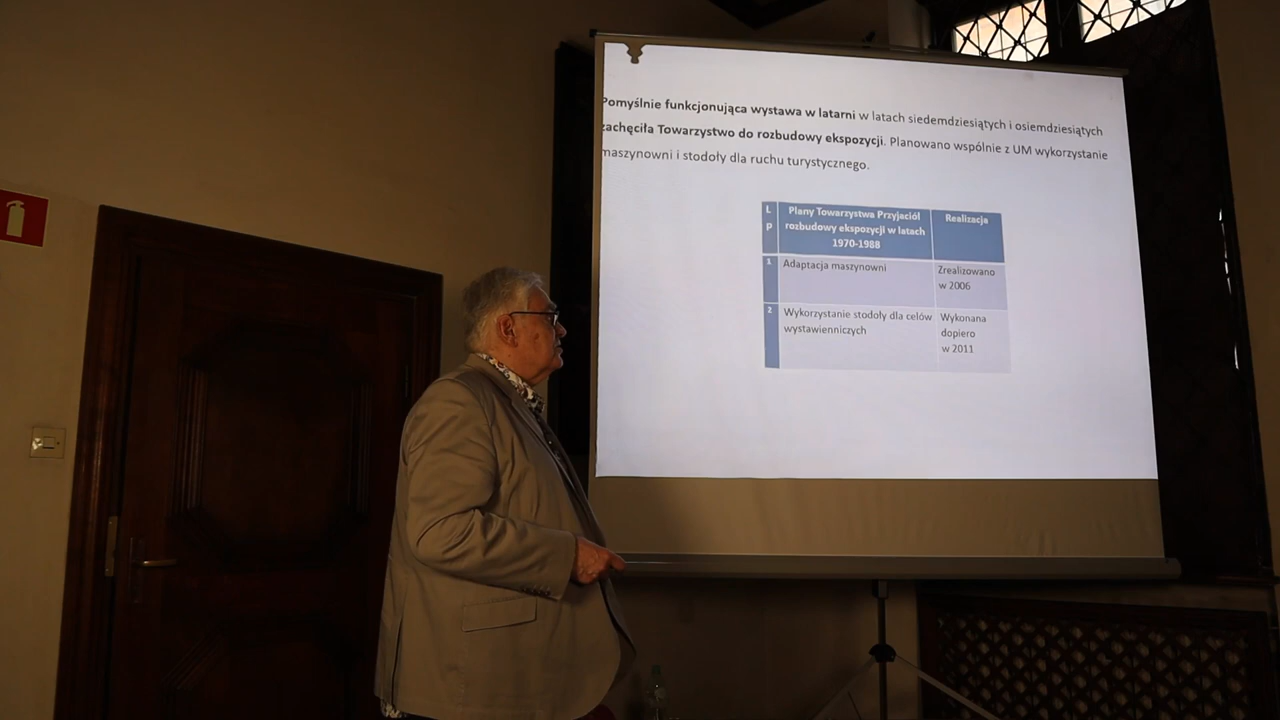 Pomyślnie funkcjonująca wystawa w latarni w latach siedemdziesiątych i osiemdziesiątych
zachęciła Towarzystwo do rozbudowy ekspozycji. Planowano wspólnie z UM wykorzystanie
maszynowni i stodoły dla ruchu turystycznego.
L
p
Plany Towarzystwa Przyjaciół
rozbudowy ekspozycji w latach
1970-1988
Realizacja
1
Adaptacja maszynowni
Zrealizowano
w 2006
2
Wykorzystanie stodoły dla celów
wystawienniczych
Wykonana
dopiero
w 2011